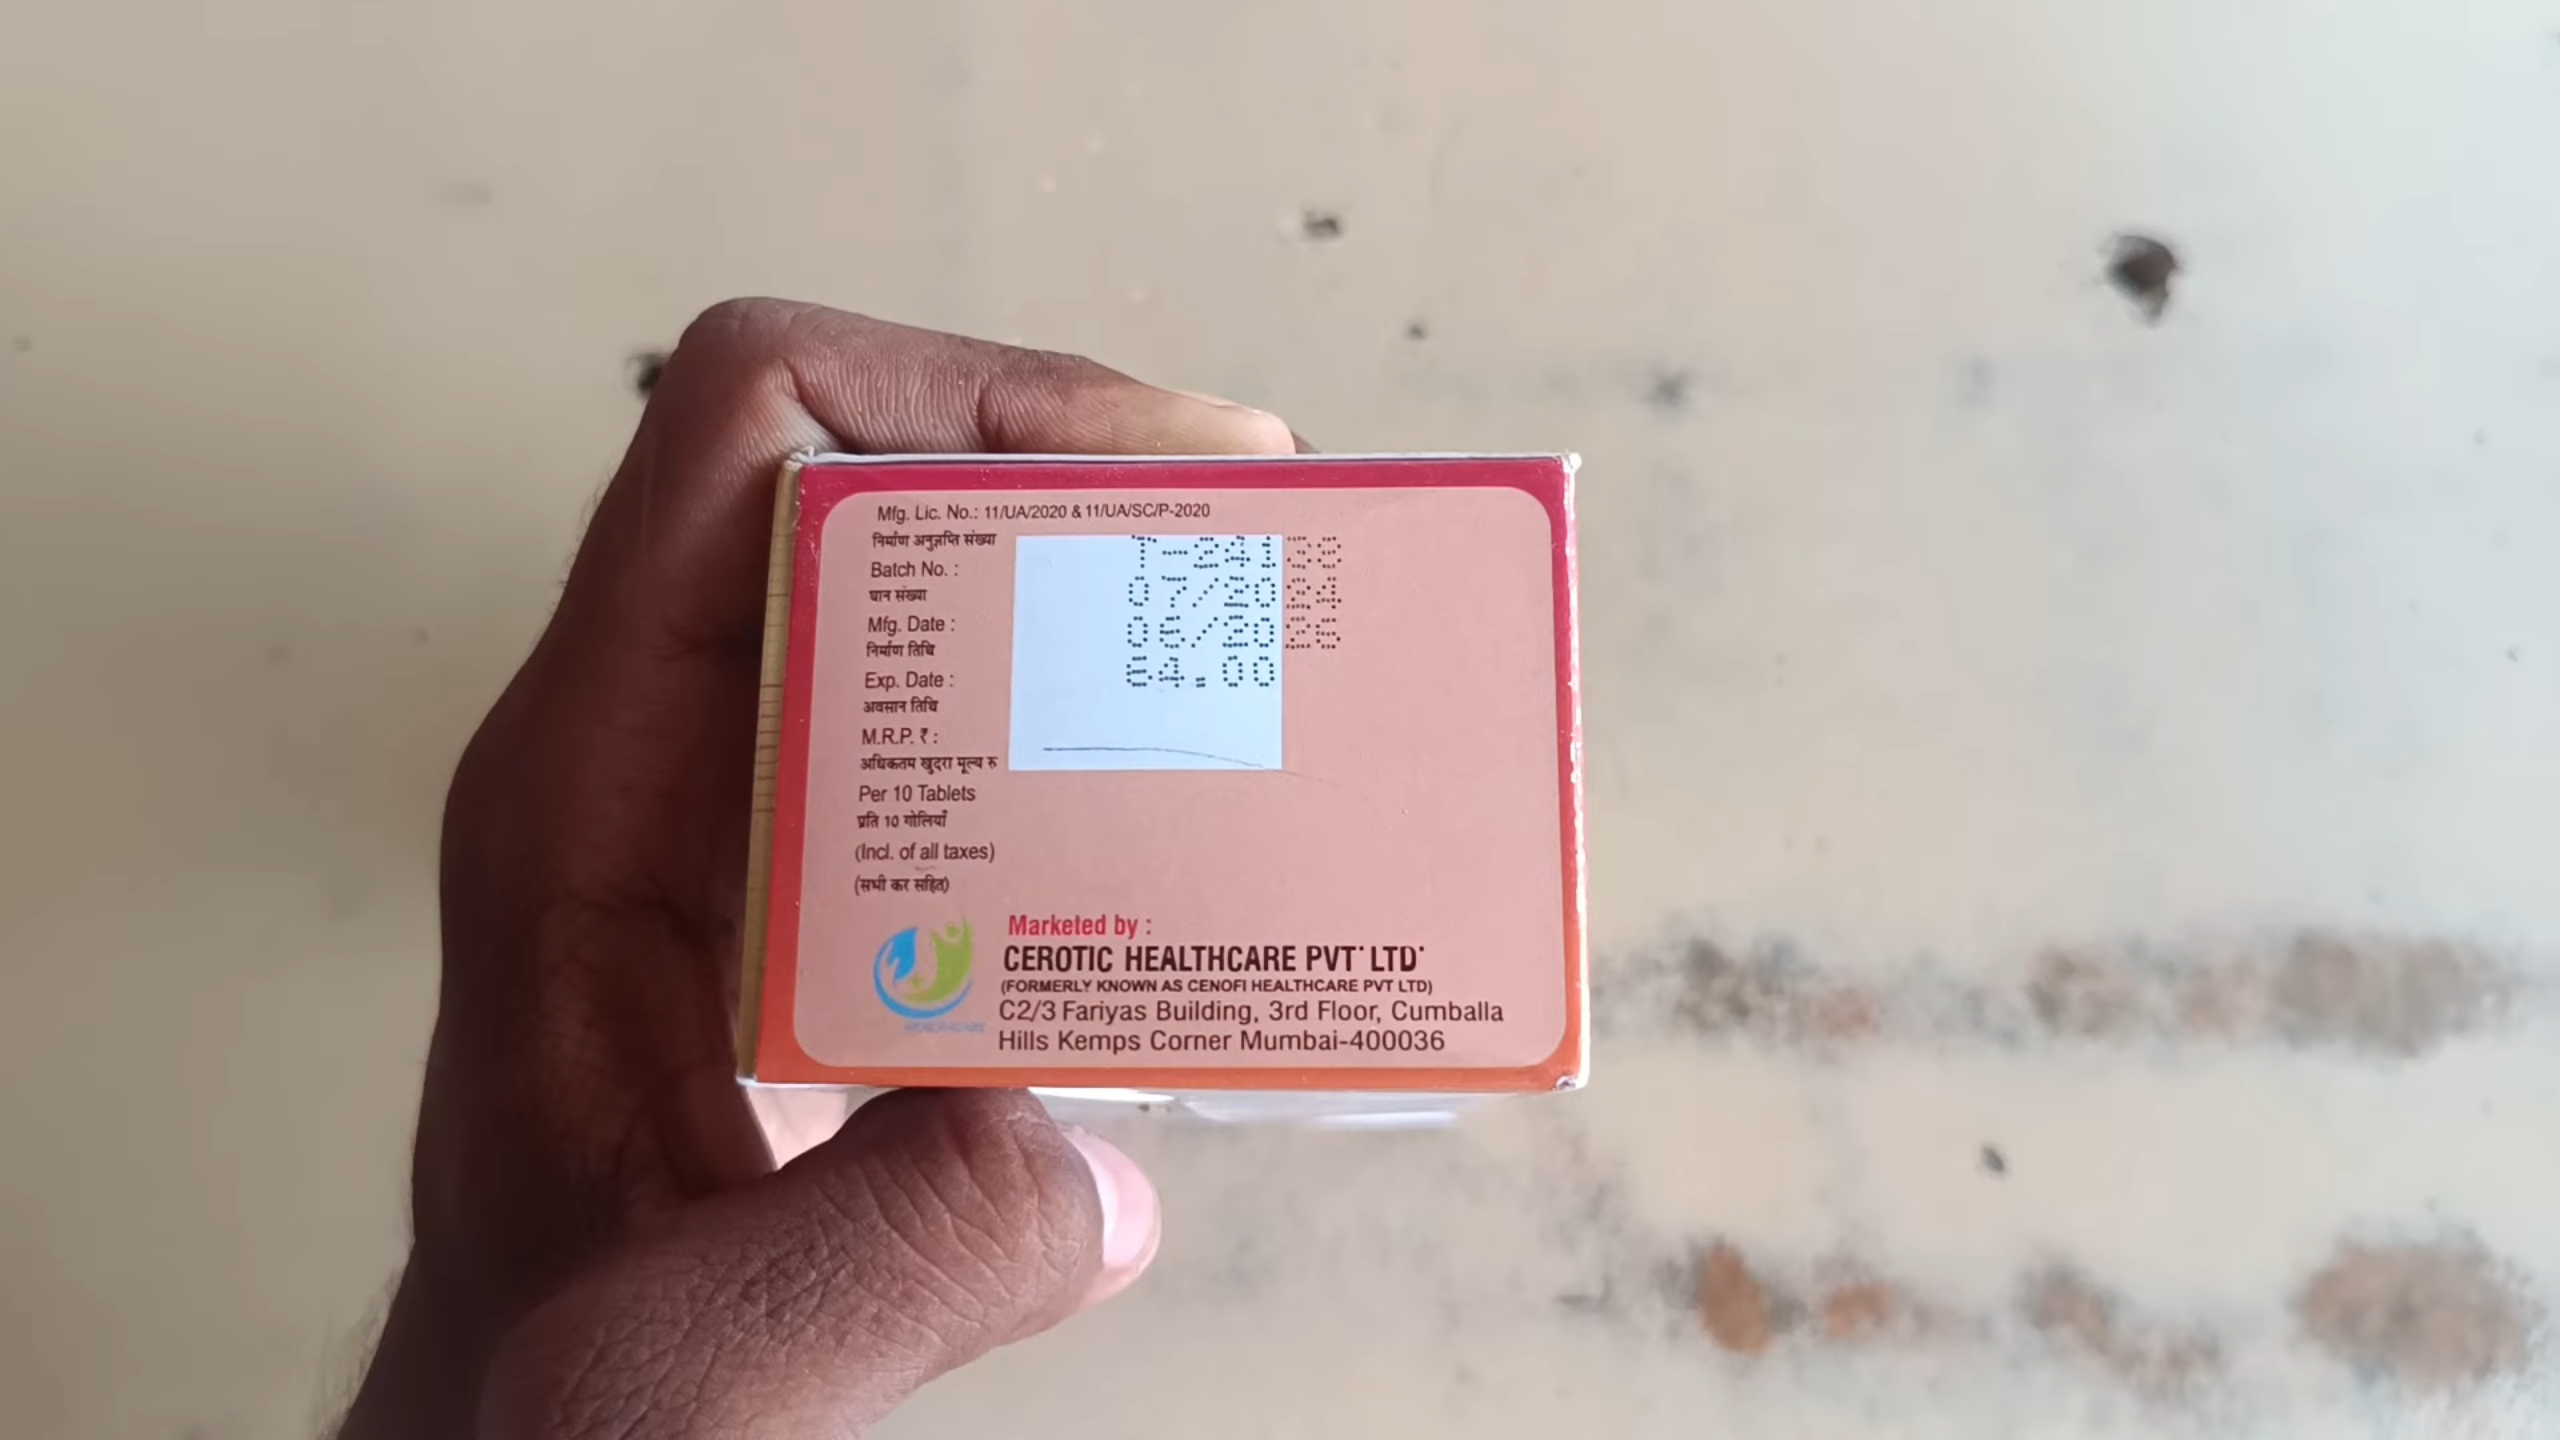 Mfg. Lic. No.: 11/UA/2020 & 11/UA/SC/P-2020
निर्माण अनुज्ञप्ति संख्या
T-24138
Batch No. :
घान संख्या
07/2024
Mfg. Date :
06/2026
निर्माण तिथि
64.00
Exp. Date :
अवसान तिथि
M.R.P. ₹ :
अधिकतम खुदरा मूल्य रु
Per 10 Tablets
प्रति 10 गोलियाँ
(Incl. of all taxes)
(सभी कर सहित)
Marketed by :
CEROTIC HEALTHCARE PVT. LTD.
(FORMERLY KNOWN AS CENOFI HEALTHCARE PVT LTD)
C2/3 Fariyas Building, 3rd Floor, Cumballa
Hills Kemps Corner Mumbai-400036